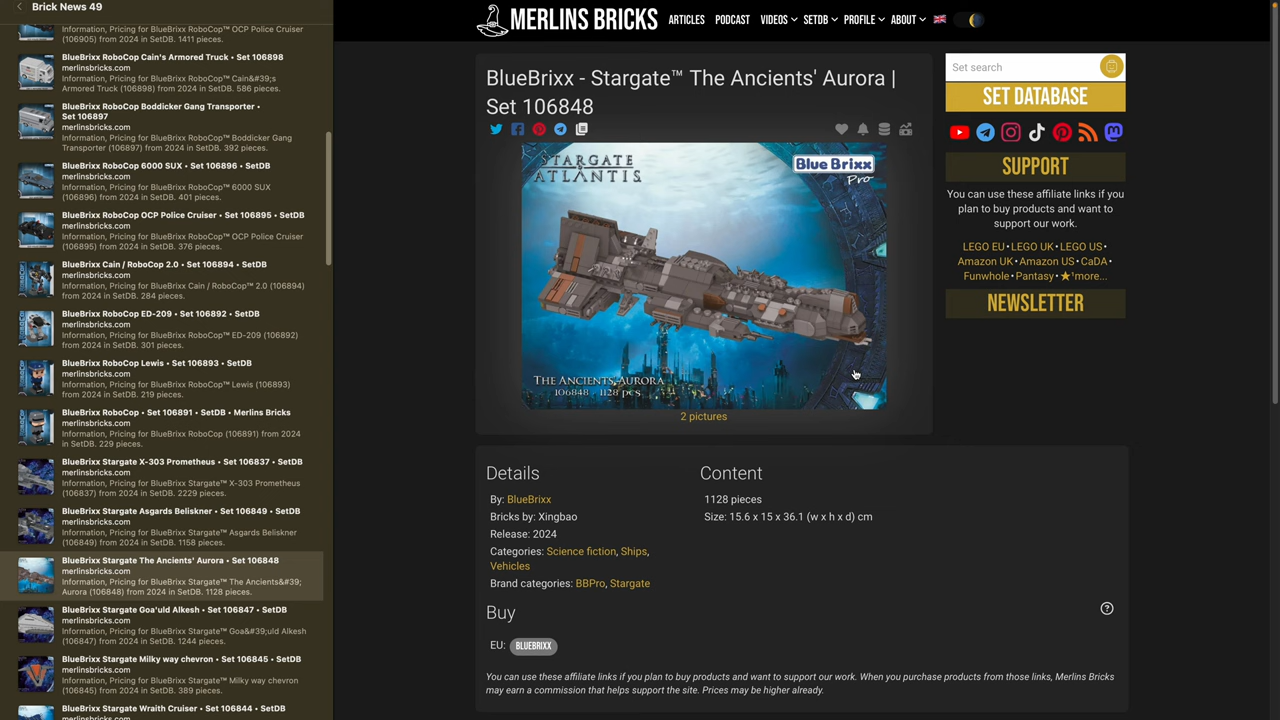 Brick News 49
Information, Pricing for BlueBrixx RoboCop OCP Police Cruiser
(106905) from 2024 in SetDB. 1411 pieces.
BlueBrixx RoboCop Cain's Armored Truck • Set 106898
merlinsbricks.com
Information, Pricing for BlueBrixx RoboCop™ Cain&#39;s
Armored Truck (106898) from 2024 in SetDB. 586 pieces.
BlueBrixx RoboCop Boddicker Gang Transporter •
Set 106897
merlinsbricks.com
Information, Pricing for BlueBrixx RoboCop™ Boddicker Gang
Transporter (106897) from 2024 in SetDB. 392 pieces.
BlueBrixx RoboCop 6000 SUX • Set 106896 • SetDB
merlinsbricks.com
Information, Pricing for BlueBrixx RoboCop™ 6000 SUX
(106896) from 2024 in SetDB. 401 pieces.
BlueBrixx RoboCop OCP Police Cruiser • Set 106895 • SetDB
merlinsbricks.com
Information, Pricing for BlueBrixx RoboCop™ OCP Police Cruiser
(106895) from 2024 in SetDB. 376 pieces.
BlueBrixx Cain / RoboCop 2.0 • Set 106894 • SetDB
merlinsbricks.com
Information, Pricing for BlueBrixx Cain / RoboCop™ 2.0 (106894)
from 2024 in SetDB. 284 pieces.
BlueBrixx RoboCop ED-209 • Set 106892 • SetDB
merlinsbricks.com
Information, Pricing for BlueBrixx RoboCop™ ED-209 (106892)
from 2024 in SetDB. 301 pieces.
BlueBrixx RoboCop Lewis • Set 106893 • SetDB
merlinsbricks.com
Information, Pricing for BlueBrixx RoboCop™ Lewis (106893)
from 2024 in SetDB. 219 pieces.
BlueBrixx RoboCop • Set 106891 • SetDB • Merlins Bricks
merlinsbricks.com
Information, Pricing for BlueBrixx RoboCop (106891) from 2024
in SetDB. 229 pieces.
BlueBrixx Stargate X-303 Prometheus • Set 106837 • SetDB
merlinsbricks.com
Information, Pricing for BlueBrixx Stargate™ X-303 Prometheus
(106837) from 2024 in SetDB. 2229 pieces.
BlueBrixx Stargate Asgards Beliskner • Set 106849 • SetDB
merlinsbricks.com
Information, Pricing for BlueBrixx Stargate™ Asgards Beliskner
(106849) from 2024 in SetDB. 1158 pieces.
BlueBrixx Stargate The Ancients' Aurora • Set 106848
merlinsbricks.com
Information, Pricing for BlueBrixx Stargate™ The Ancients&#39;
Aurora (106848) from 2024 in SetDB. 1128 pieces.
BlueBrixx Stargate Goa'uld Alkesh • Set 106847 • SetDB
merlinsbricks.com
Information, Pricing for BlueBrixx Stargate™ Goa&#39;uld Alkesh
(106847) from 2024 in SetDB. 1244 pieces.
BlueBrixx Stargate Milky way chevron • Set 106845 • SetDB
merlinsbricks.com
Information, Pricing for BlueBrixx Stargate™ Milky way chevron
(106845) from 2024 in SetDB. 389 pieces.
BlueBrixx Stargate Wraith Cruiser • Set 106844 • SetDB
MERLINS BRICKS
ARTICLES PODCAST VIDEOS SETDB PROFILE ABOUT
BlueBrixx - Stargate™ The Ancients' Aurora |
Set 106848
STARGATE
ATLANTIS
Blue Brixx
Pro
THE ANCIENTS' AURORA
106848 - 1128 pcs
2 pictures
Details
By: BlueBrixx
Bricks by: Xingbao
Release: 2024
Categories: Science fiction, Ships,
Vehicles
Brand categories: BBPro, Stargate
Content
1128 pieces
Size: 15.6 x 15 x 36.1 (w x h x d) cm
Buy
?
EU: BLUEBRIXX
You can use these affiliate links if you plan to buy products and want to support our work. When you purchase products from those links, Merlins Bricks
may earn a commission that helps support the site. Prices may be higher already.
Set search
SET DATABASE
SUPPORT
You can use these affiliate links if you
plan to buy products and want to
support our work.
LEGO EU • LEGO UK • LEGO US •
Amazon UK • Amazon US • CaDA •
Funwhole • Pantasy • ★¹more...
NEWSLETTER